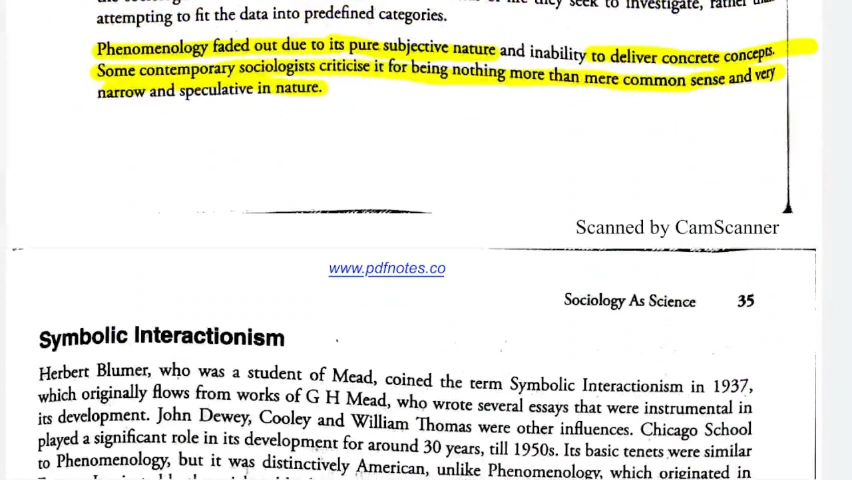 they seek to investigate, rather
attempting to fit the data into predefined categories.
Phenomenology faded out due to its pure subjective nature and inability to deliver concrete concepts.
Some contemporary sociologists criticise it for being nothing more than mere common sense and very
narrow and speculative in nature.
Scanned by CamScanner
www.pdfnotes.co
Sociology As Science 35
Symbolic Interactionism
Herbert Blumer, who was a student of Mead, coined the term Symbolic Interactionism in 1937,
which originally flows from works of G H Mead, who wrote several essays that were instrumental in
its development. John Dewey, Cooley and William Thomas were other influences. Chicago School
played a significant role in its development for around 30 years, till 1950s. Its basic tenets were similar
to Phenomenology, but it was distinctively American, unlike Phenomenology, which originated in